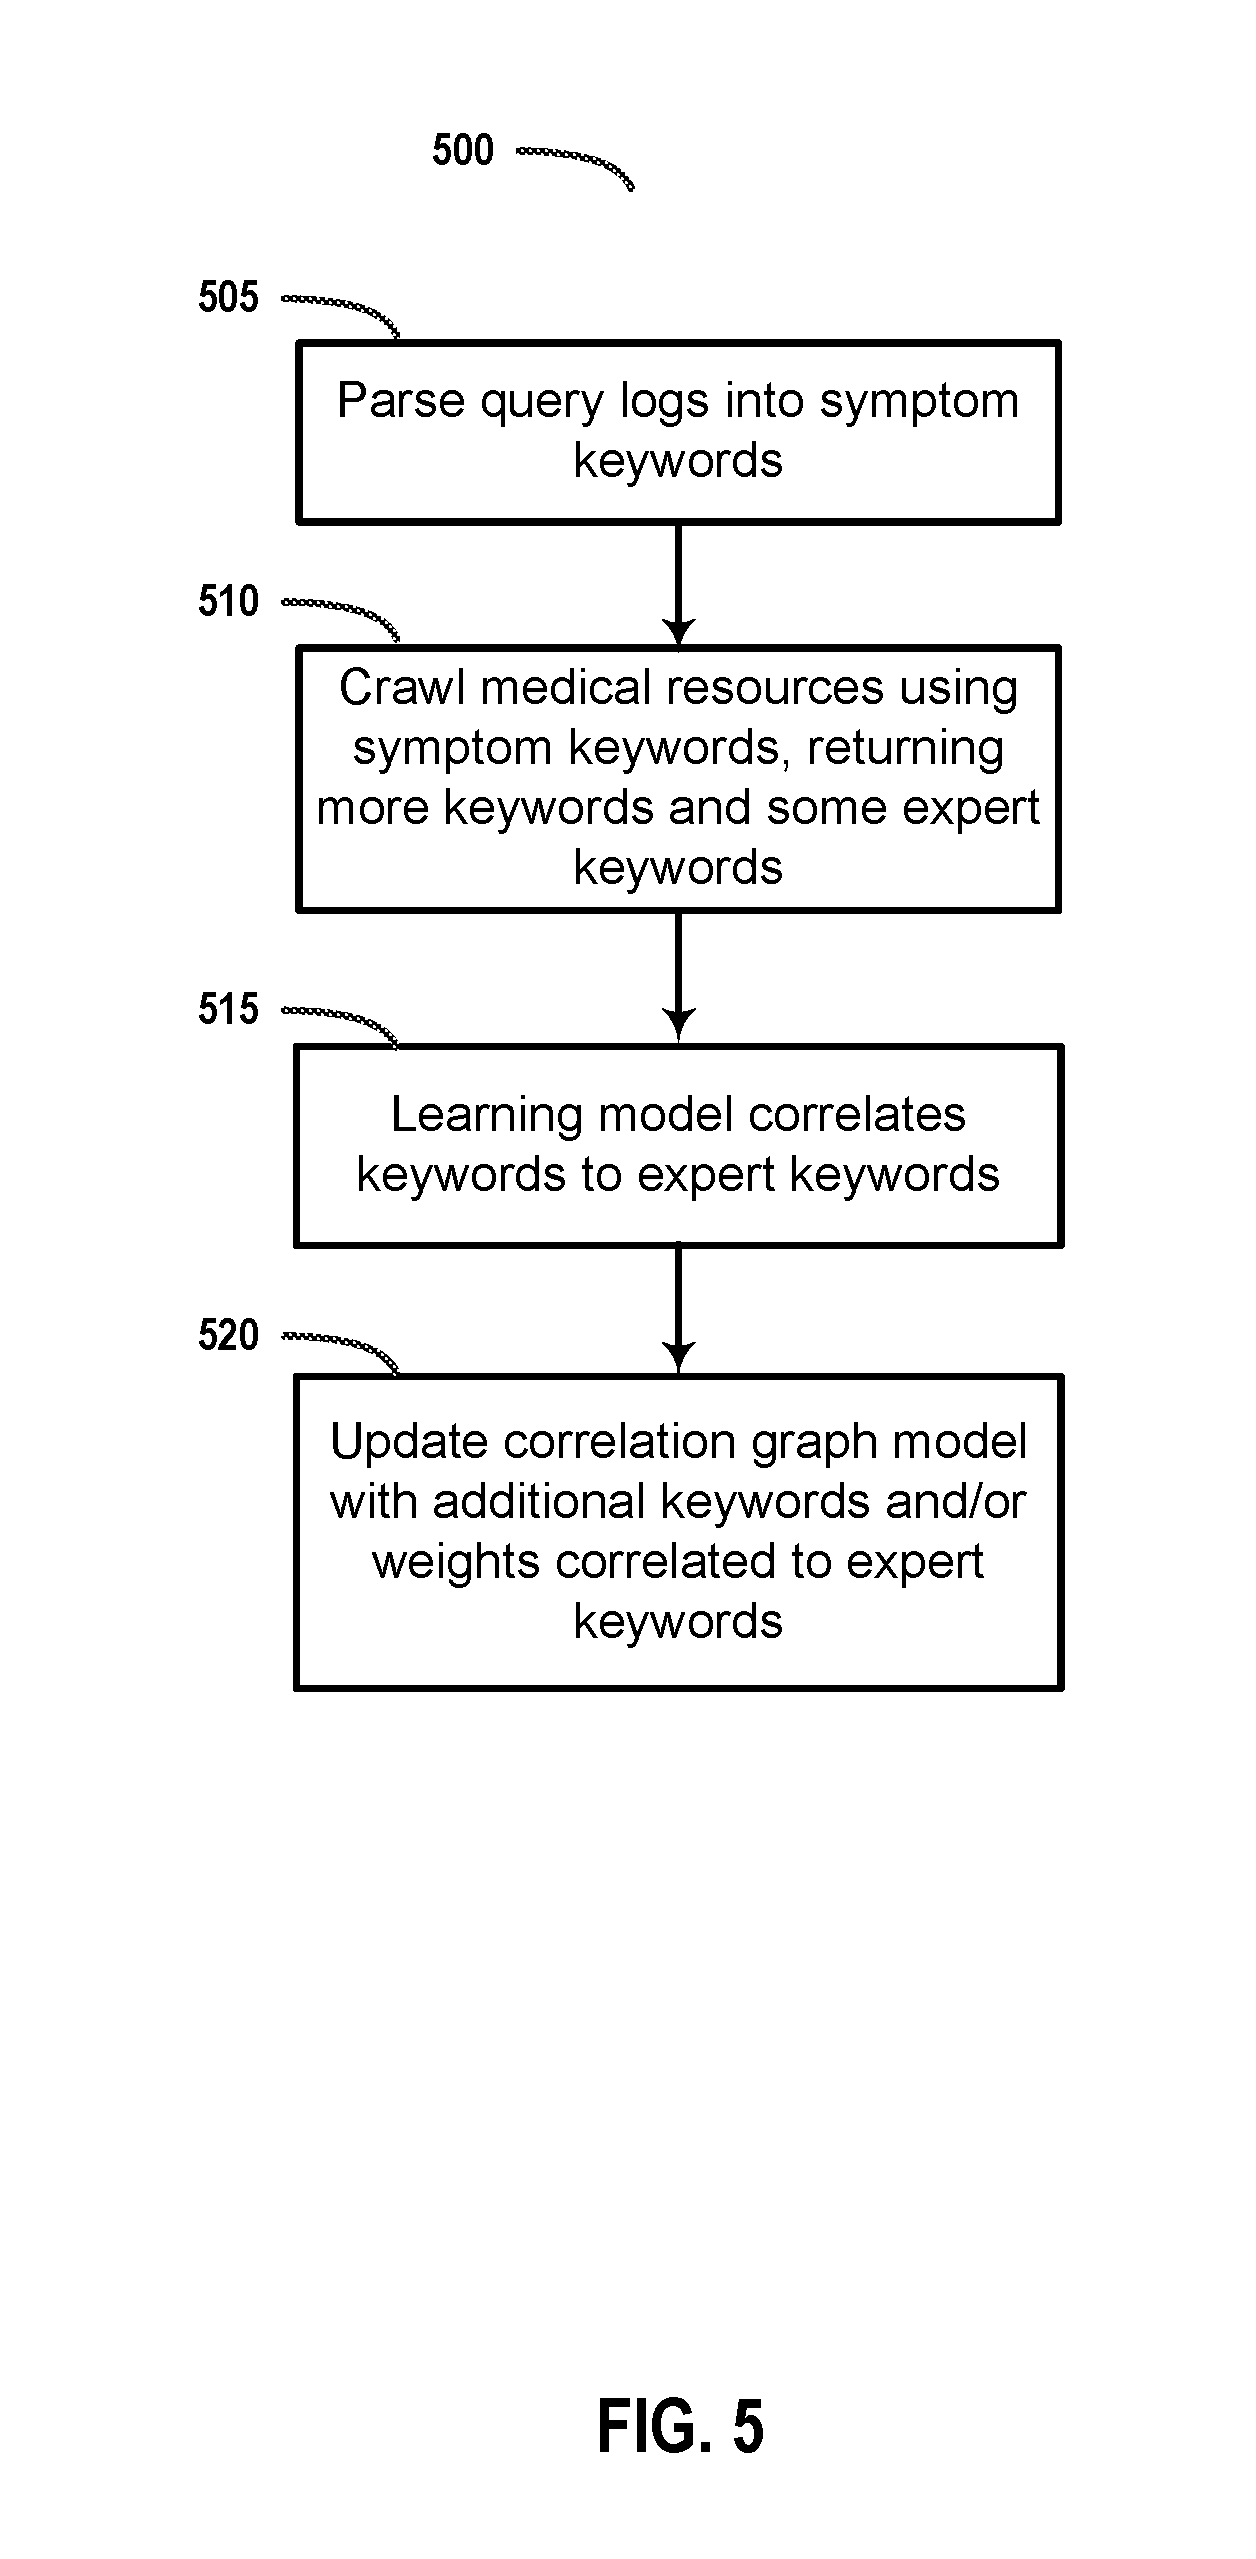 500
505
Parse query logs into symptom
keywords
510
Crawl medical resources using
symptom keywords, returning
more keywords and some expert
keywords
515
Learning model correlates
keywords to expert keywords
520
Update correlation graph model
with additional keywords and/or
weights correlated to expert
keywords
FIG. 5